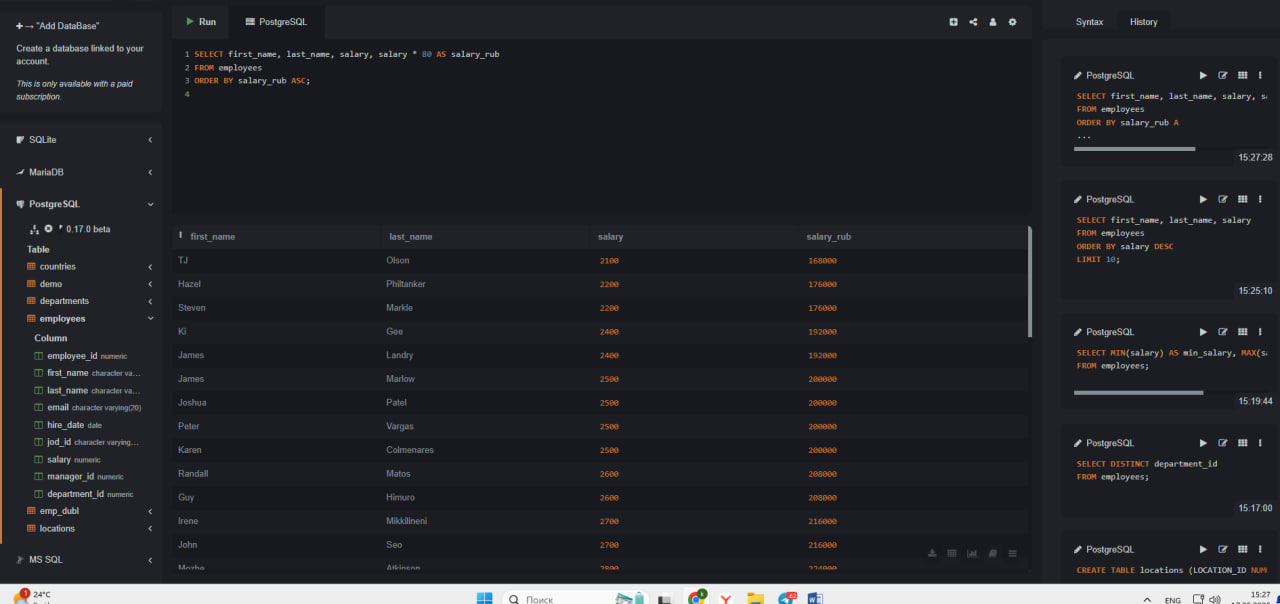 "Add DataBase"
Create a database linked to your
account.
This is only available with a paid
subscription.
SQLite
MariaDB
PostgreSQL
0.17.0 beta
Table
countries
demo
departments
employees
Column
employee_id numeric
first_name character va...
last_name character va...
email character varying(20)
hire_date date
jod_id character varying...
salary numeric
manager_id numeric
department_id numeric
emp_dubl
locations
MS SQL
Run
PostgreSQL
1 SELECT first_name, last_name, salary, salary * 80 AS salary_rub
2 FROM employees
3 ORDER BY salary_rub ASC;
4
first_name last_name salary salary_rub
TJ Olson 2100 168000
Hazel Philtanker 2200 176000
Steven Markle 2200 176000
Ki Gee 2400 192000
James Landry 2400 192000
James Marlow 2500 200000
Joshua Patel 2500 200000
Peter Vargas 2500 200000
Karen Colmenares 2500 200000
Randall Matos 2600 208000
Guy Himuro 2600 208000
Irene Mikkilineni 2700 216000
John Seo 2700 216000
Mozhe Atkinson 2800 224000
Syntax History
PostgreSQL
SELECT first_name, last_name, salary, sa
FROM employees
ORDER BY salary_rub A
...
15:27:28
PostgreSQL
SELECT first_name, last_name, salary
FROM employees
ORDER BY salary DESC
LIMIT 10;
15:25:10
PostgreSQL
SELECT MIN(salary) AS min_salary, MAX(sa
FROM employees;
15:19:44
PostgreSQL
SELECT DISTINCT department_id
FROM employees;
15:17:00
PostgreSQL
CREATE TABLE locations (LOCATION_ID NUM
1
24°C
Поиск
62
ENG
15:27